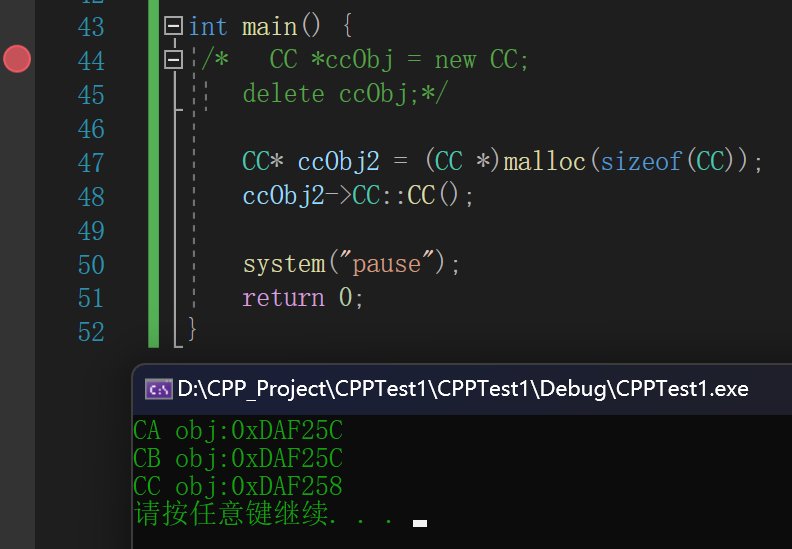 43 int main() {
44 /* CC *ccObj = new CC;
45 delete ccObj;*/
46
47 CC* ccObj2 = (CC *)malloc(sizeof(CC));
48 ccObj2->CC::CC();
49
50 system("pause");
51 return 0;
52 }
D:\CPP_Project\CPPTest1\CPPTest1\Debug\CPPTest1.exe
CA obj:0xDAF25C
CB obj:0xDAF25C
CC obj:0xDAF258
请按任意键继续. . .